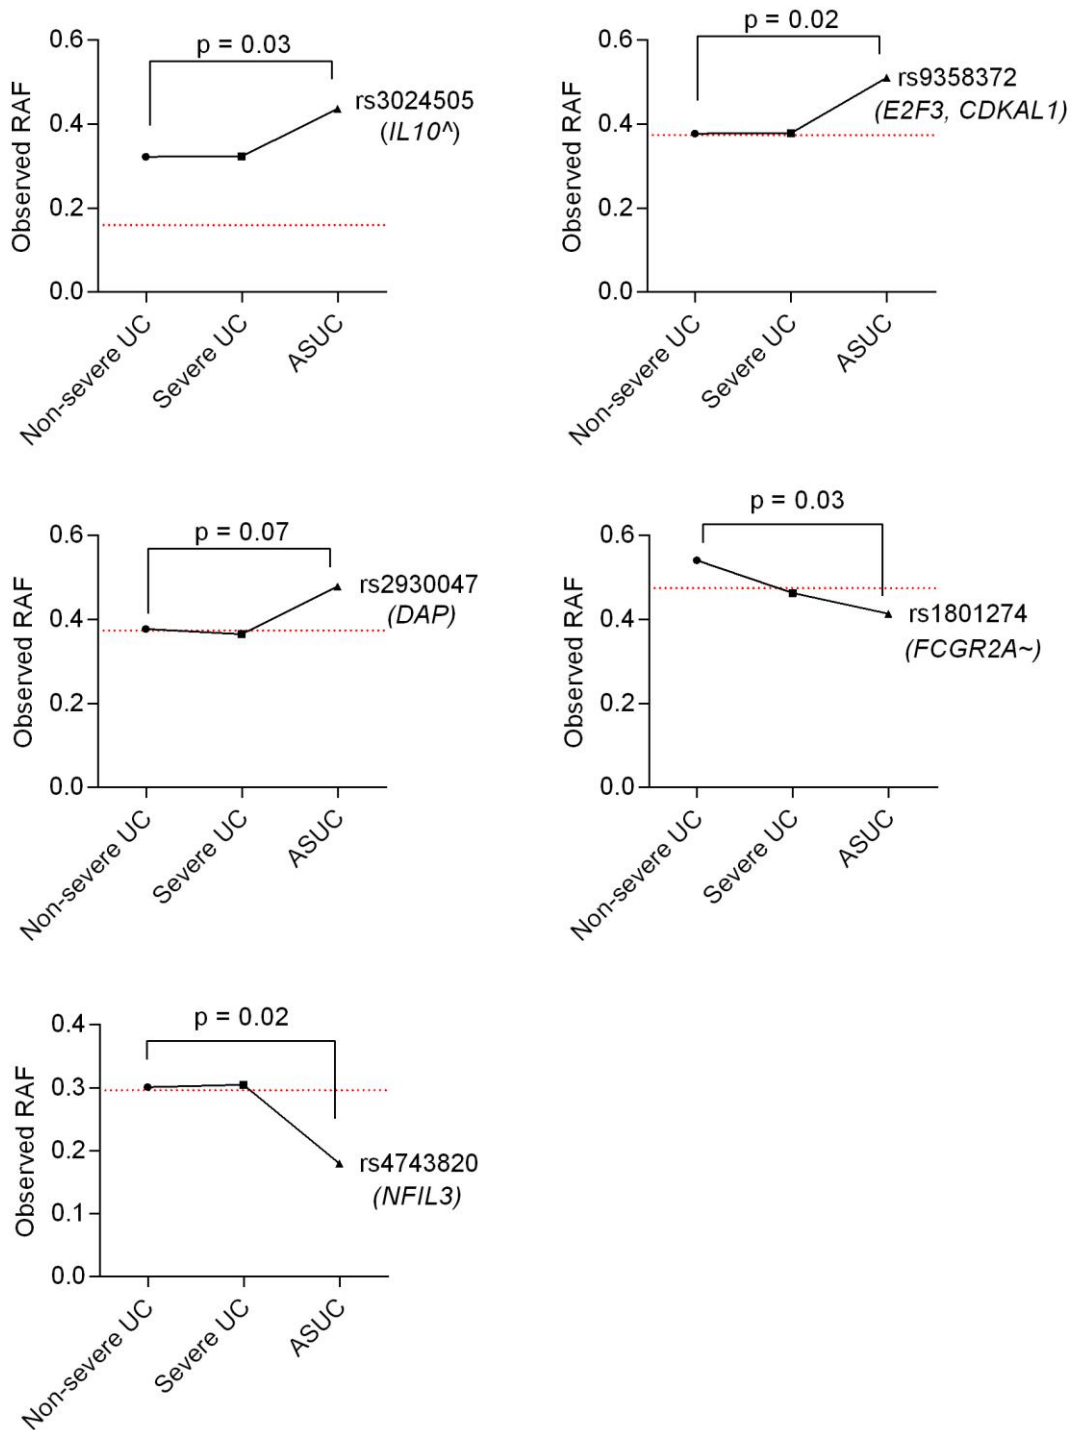 p = 0.03
Observed RAF
0.6
0.4
0.2
0.0
rs3024505
(IL10^)
Non-severe UC
Severe UC
ASUC
p = 0.02
Observed RAF
0.6
0.4
0.2
0.0
rs9358372
(E2F3, CDKAL1)
Non-severe UC
Severe UC
ASUC
p = 0.07
Observed RAF
0.6
0.4
0.2
0.0
rs2930047
(DAP)
Non-severe UC
Severe UC
ASUC
p = 0.03
Observed RAF
0.6
0.4
0.2
0.0
rs1801274
(FCGR2A~)
Non-severe UC
Severe UC
ASUC
p = 0.02
Observed RAF
0.4
0.3
0.2
0.1
0.0
rs4743820
(NFIL3)
Non-severe UC
Severe UC
ASUC